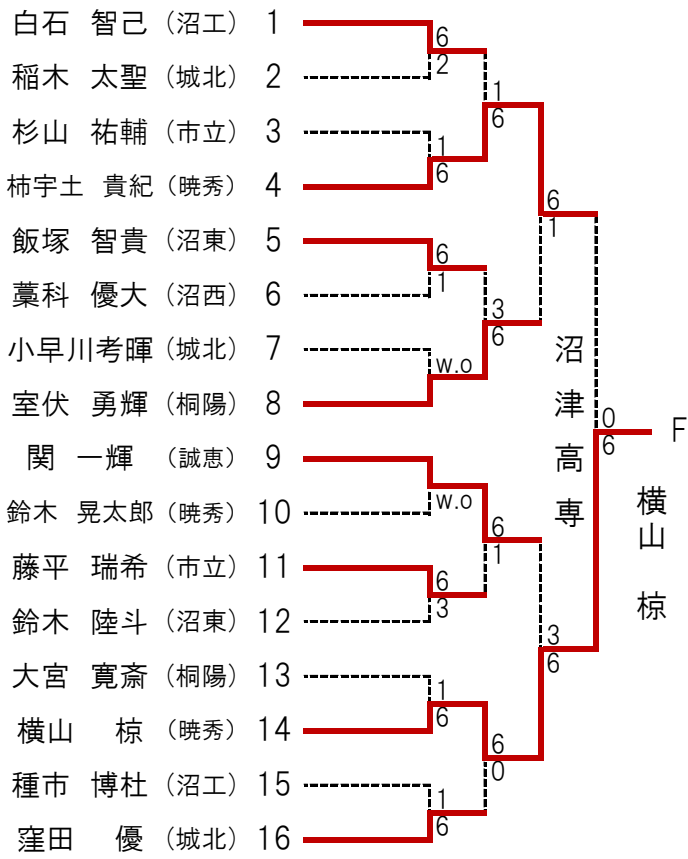 白石 智己 (沼工) 1
稲木 太聖 (城北) 2
杉山 祐輔 (市立) 3
柿宇土 貴紀 (暁秀) 4
飯塚 智貴 (沼東) 5
藁科 優大 (沼西) 6
小早川考暉 (城北) 7
室伏 勇輝 (桐陽) 8
関 一輝 (誠恵) 9
鈴木 晃太郎 (暁秀) 10
藤平 瑞希 (市立) 11
鈴木 陸斗 (沼東) 12
大宮 寛斎 (桐陽) 13
横山 椋 (暁秀) 14
種市 博杜 (沼工) 15
窪田 優 (城北) 16
6
2
1
6
6
1
w.o
w.o
6
3
1
6
1
6
1
6
3
6
6
1
6
0
6
1
3
6
0
6
沼津高専
F
横山 椋